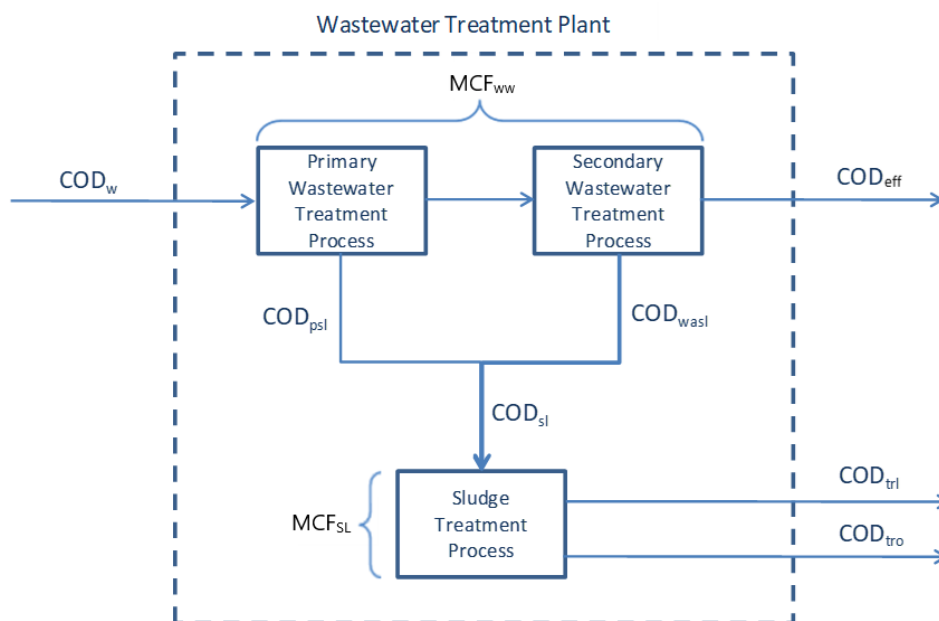 Wastewater Treatment Plant
MCFww
Primary
Wastewater
Treatment
Process
Secondary
Wastewater
Treatment
Process
CODw
CODeff
CODpsl
CODwasl
CODsl
MCFSL
Sludge
Treatment
Process
CODtrl
CODtro